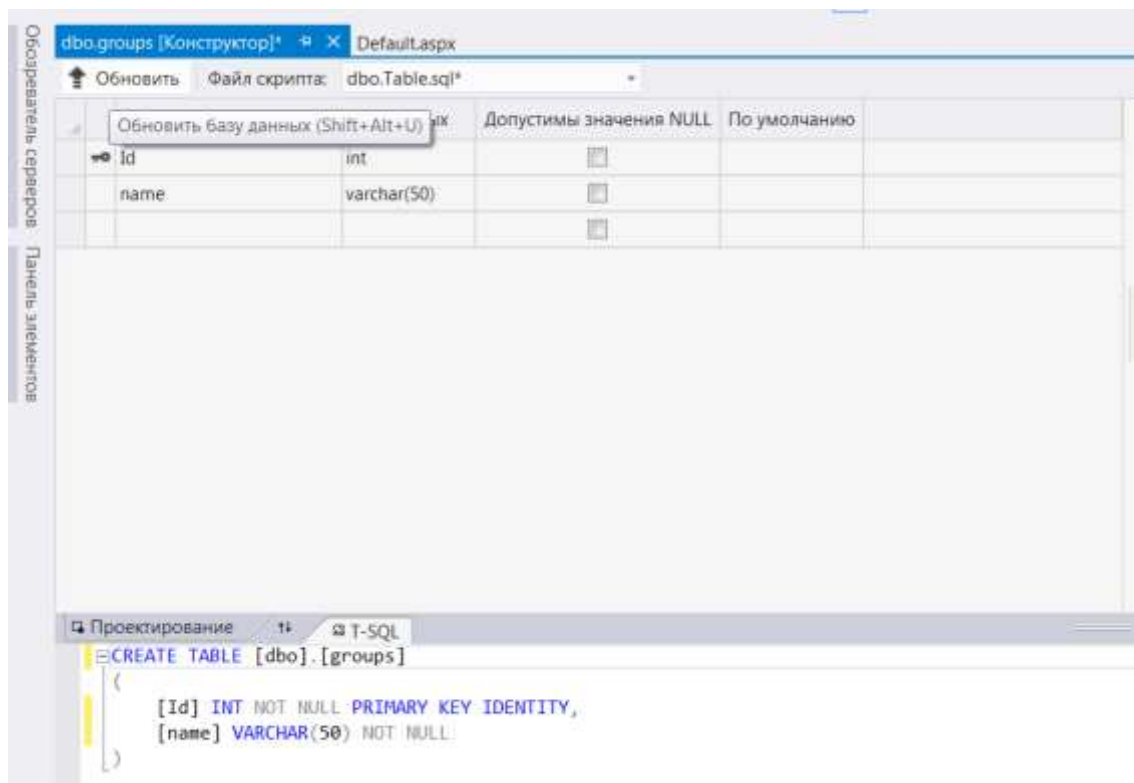 Обозреватель серверов
Панель элементов
dbo.groups [Конструктор]* Default.aspx
Обновить Файл скрипта: dbo.Table.sql*
Обновить базу данных (Shift+Alt+U) ых Допустимы значения NULL По умолчанию
Id int
name varchar(50)
Проектирование T-SQL
CREATE TABLE [dbo].[groups]
(
[Id] INT NOT NULL PRIMARY KEY IDENTITY,
[name] VARCHAR(50) NOT NULL
)